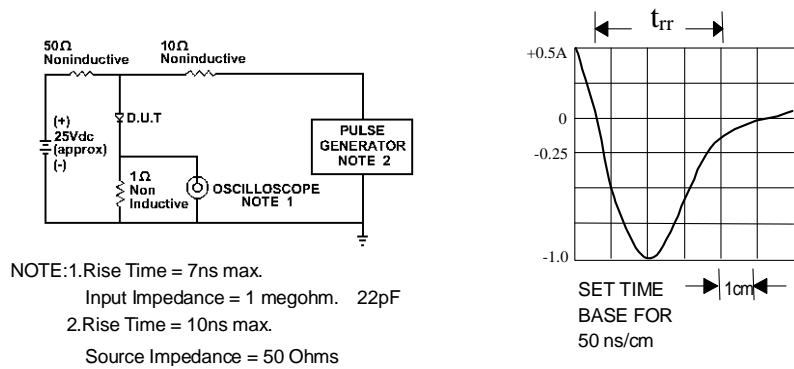 50Ω
Noninductive
10Ω
Noninductive
(+)
25Vdc
(approx)
(-)
D.U.T
PULSE
GENERATOR
NOTE 2
1Ω
Non
Inductive
OSCILLOSCOPE
NOTE 1
NOTE:1.Rise Time = 7ns max.
Input Impedance = 1 megohm. 22pF
2.Rise Time = 10ns max.
Source Impedance = 50 Ohms
trr
+0.5A
0
-0.25
-1.0
SET TIME
BASE FOR
50 ns/cm
1cm